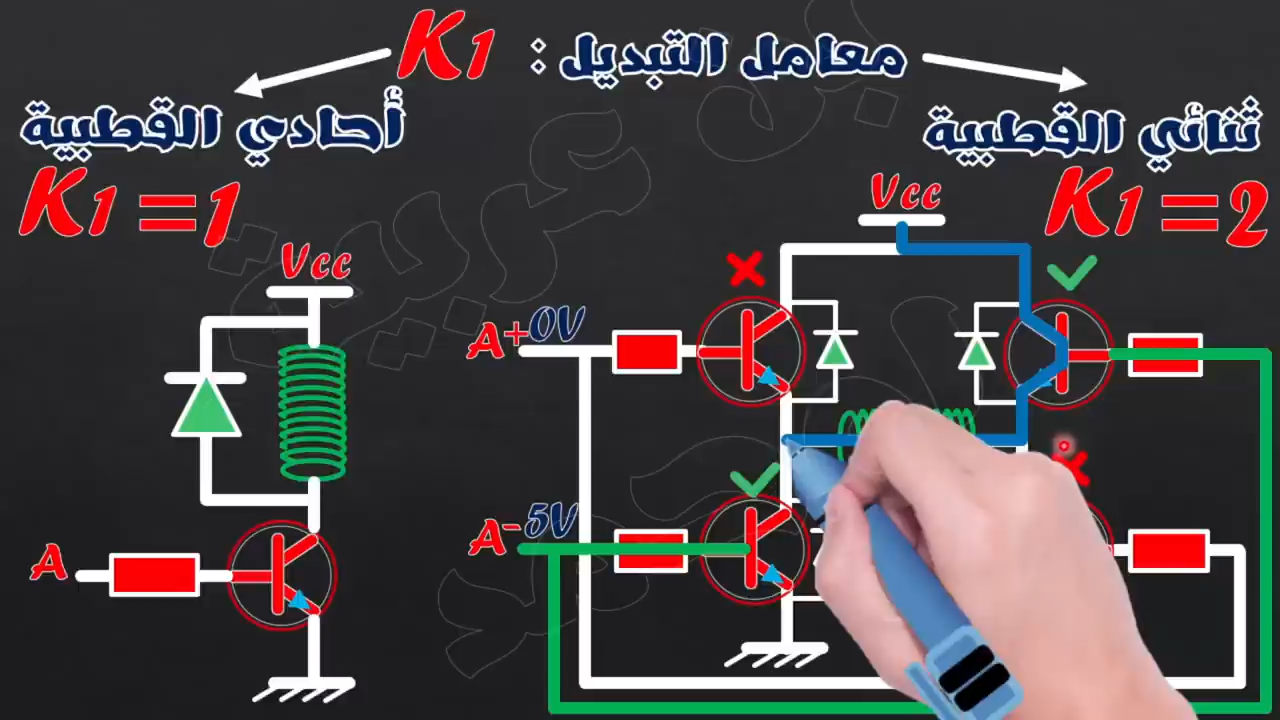 معامل التبديل : K1
ثنائي القطبية
K1=2
أحادي القطبية
K1=1
Vcc
A
Vcc
A+ 0V
A- 5V